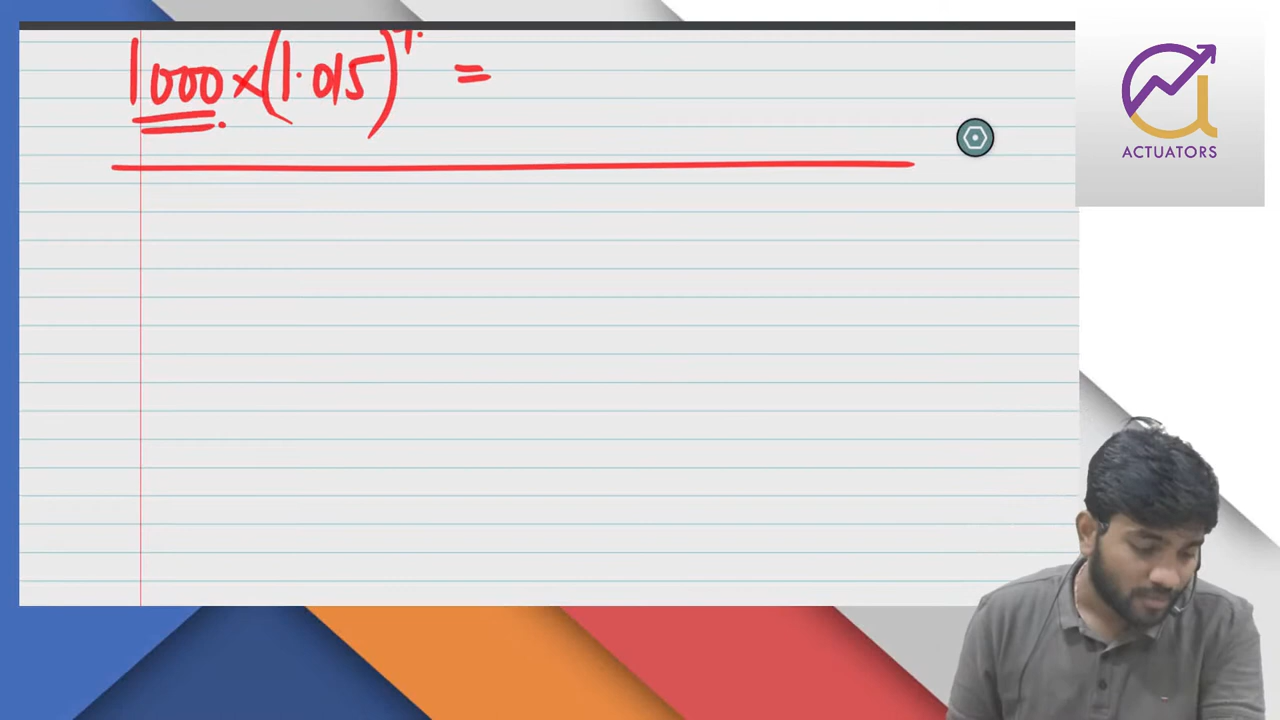 1000 × (1.015) =
ACTUATORS